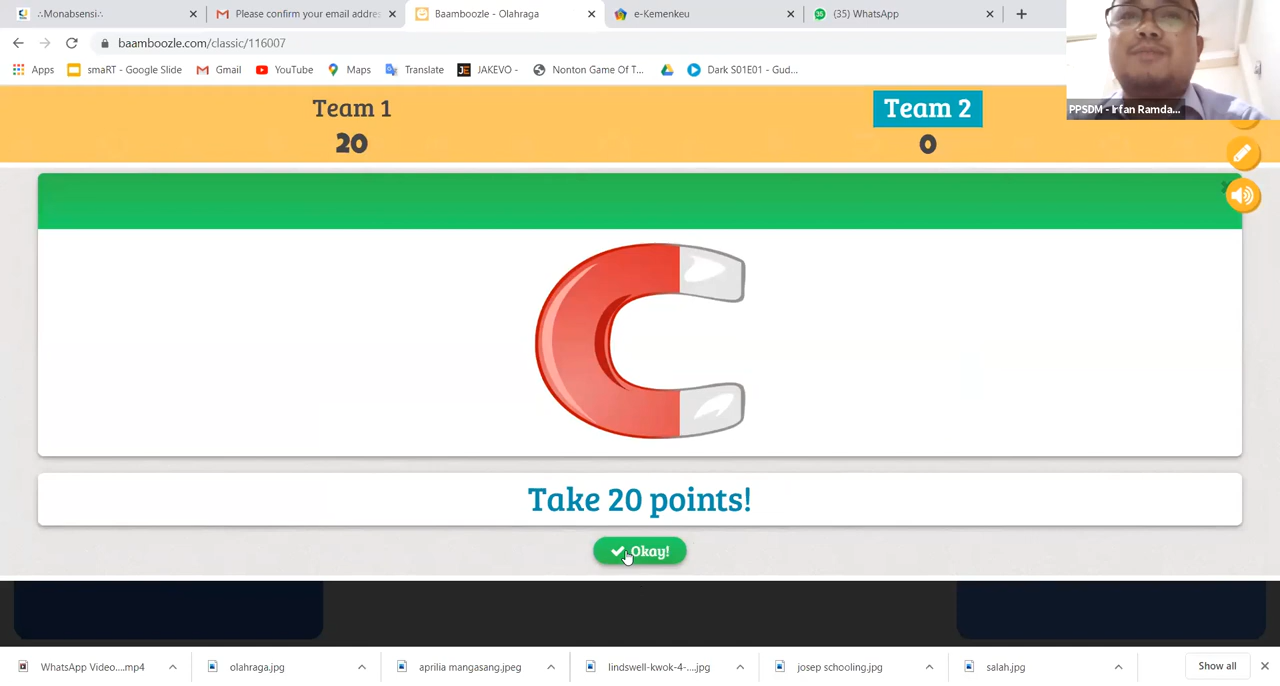 ∴Monabsensi∴
Please confirm your email addre
Baamboozle - Olahraga
e-Kemenkeu
(35) WhatsApp
baamboozle.com/classic/116007
Apps
smaRT - Google Slide
Gmail
YouTube
Maps
Translate
JAKEVO -
Nonton Game Of T...
Dark S01E01 - Gud...
PPSDM - Irfan Ramda...
Team 1
20
Team 2
0
Take 20 points!
Okay!
WhatsApp Video....mp4
olahraga.jpg
aprilia mangasang.jpeg
lindswell-kwok-4-....jpg
josep schooling.jpg
salah.jpg
Show all